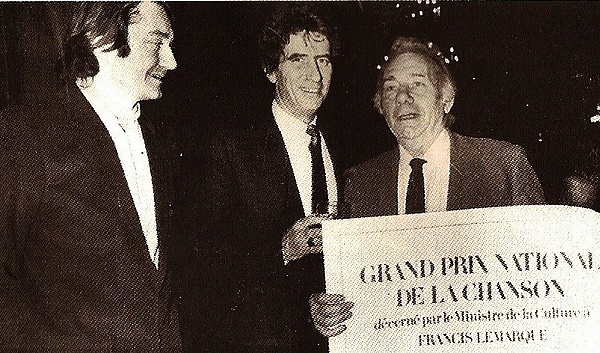 GRAND PRIX NATIONAL
DE LA CHANSON
décerné par le Ministre de la Culture à
FRANCIS LEMARQUE